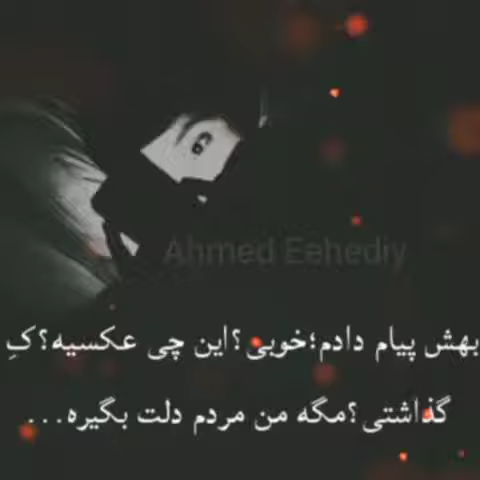 Ahmed Eehediy
بهش پیام دادم؛خوبی؟این چی عکسیه؟کِ
گذاشتی؟مگه من مردم دلت بگیره...